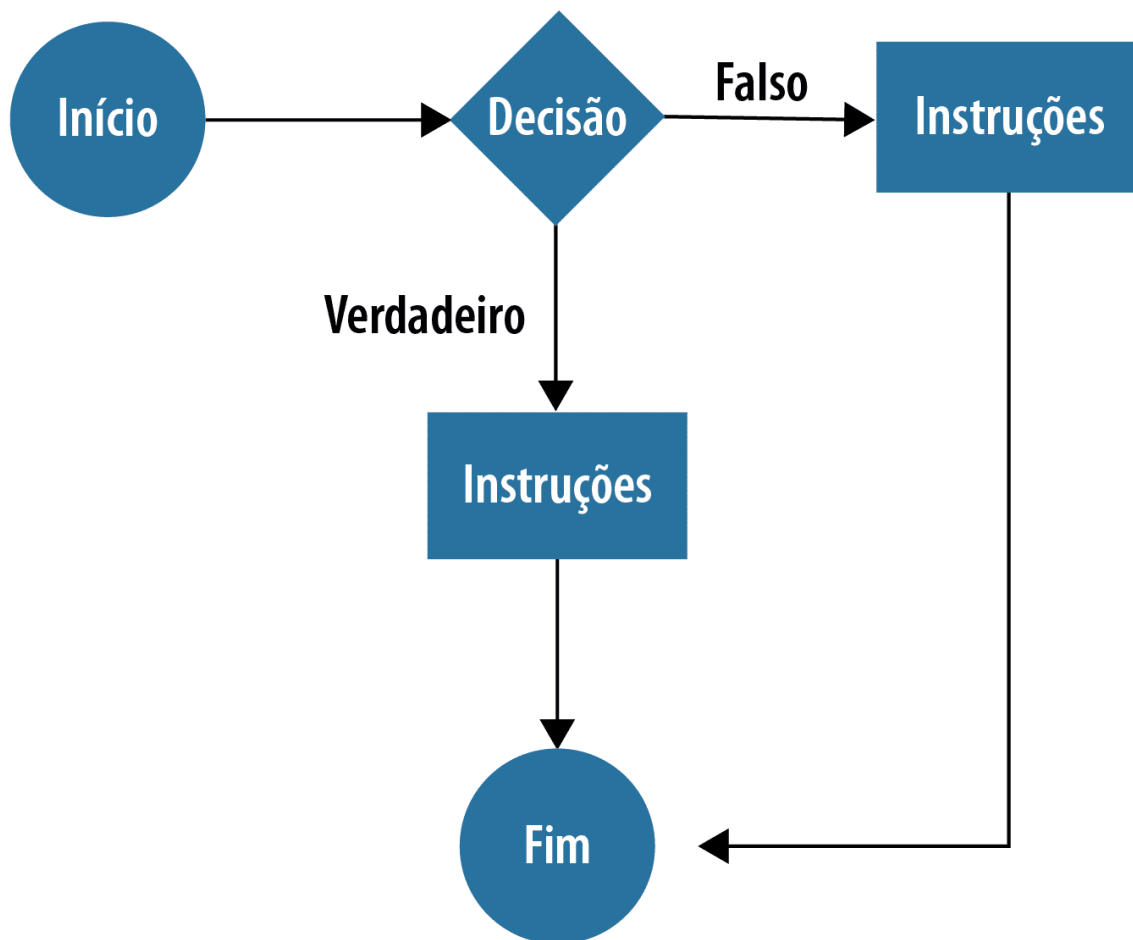 Início
Decisão
Falso
Instruções
Verdadeiro
Instruções
Fim